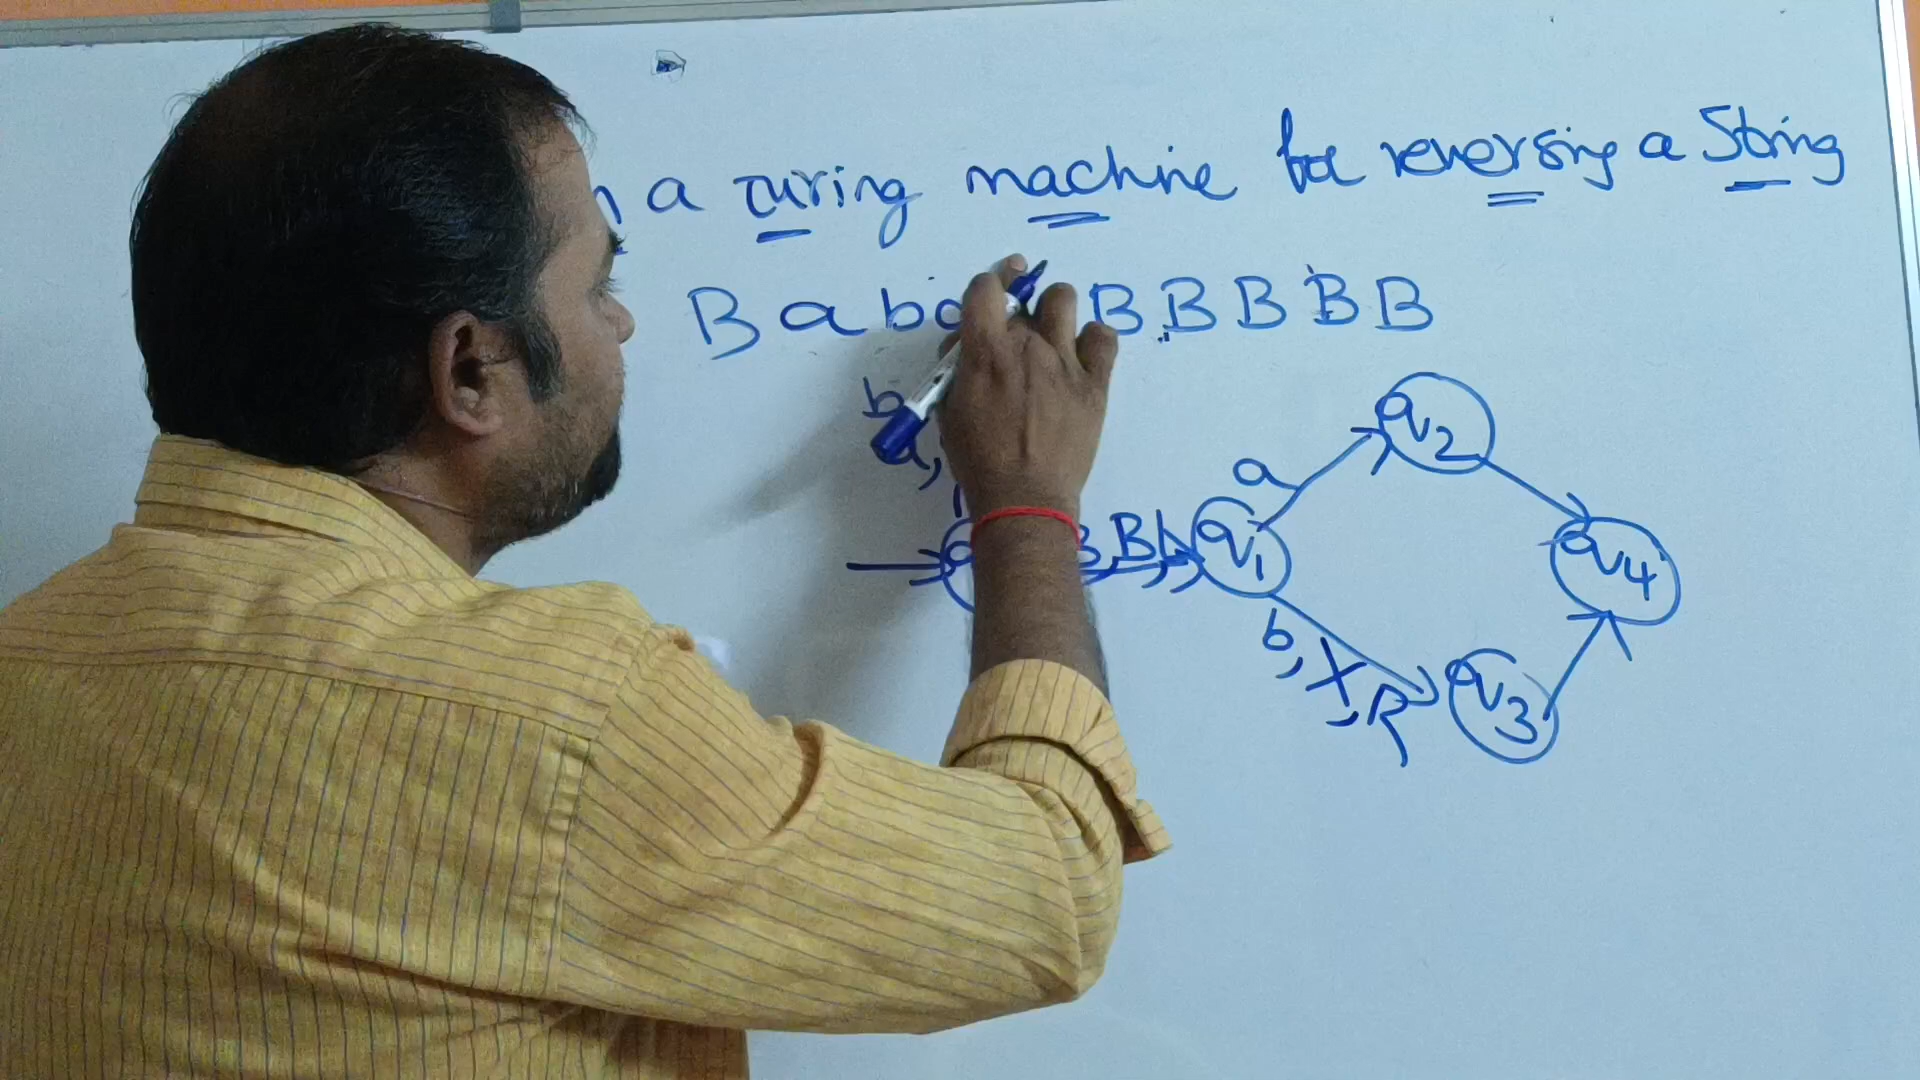 a Turing machine for reversing a String
B a b B B B B B
b
a,
a
q2
B, L
q1
q4
b, X, R
q3